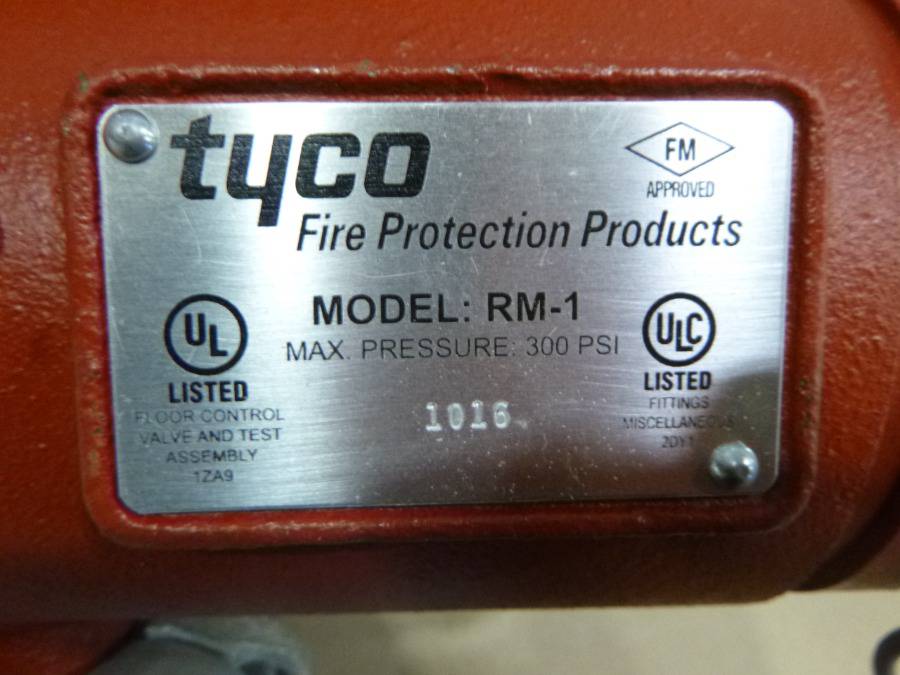 tyco
FM
APPROVED
Fire Protection Products
MODEL: RM-1
MAX. PRESSURE: 300 PSI
1016
UL
LISTED
FLOOR CONTROL
VALVE AND TEST
ASSEMBLY
1ZA9
ULC
LISTED
FITTINGS
MISCELLANEOUS
2DY1